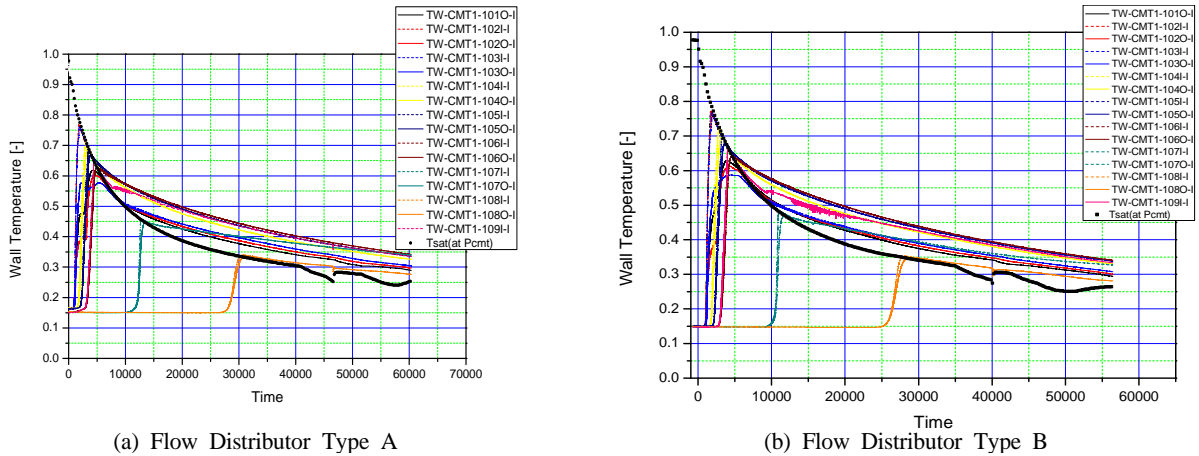 TW-CMT1-101O-I
TW-CMT1-102I-I
TW-CMT1-102O-I
TW-CMT1-103I-I
TW-CMT1-103O-I
TW-CMT1-104I-I
TW-CMT1-104O-I
TW-CMT1-105I-I
TW-CMT1-105O-I
TW-CMT1-106I-I
TW-CMT1-106O-I
TW-CMT1-107I-I
TW-CMT1-107O-I
TW-CMT1-108I-I
TW-CMT1-108O-I
TW-CMT1-109I-I
Tsat(at Pcmt)
1.0
0.9
0.8
0.7
0.6
0.5
0.4
0.3
0.2
0.1
0.0
Wall Temperature [-]
0 10000 20000 30000 40000 50000 60000 70000
Time
(a) Flow Distributor Type A
TW-CMT1-101O-I
TW-CMT1-102I-I
TW-CMT1-102O-I
TW-CMT1-103I-I
TW-CMT1-103O-I
TW-CMT1-104I-I
TW-CMT1-104O-I
TW-CMT1-105I-I
TW-CMT1-105O-I
TW-CMT1-106I-I
TW-CMT1-106O-I
TW-CMT1-107I-I
TW-CMT1-107O-I
TW-CMT1-108I-I
TW-CMT1-108O-I
TW-CMT1-109I-I
Tsat(at Pcmt)
1.0
0.9
0.8
0.7
0.6
0.5
0.4
0.3
0.2
0.1
0.0
Wall Temperature [-]
0 10000 20000 30000 40000 50000 60000
Time
(b) Flow Distributor Type B